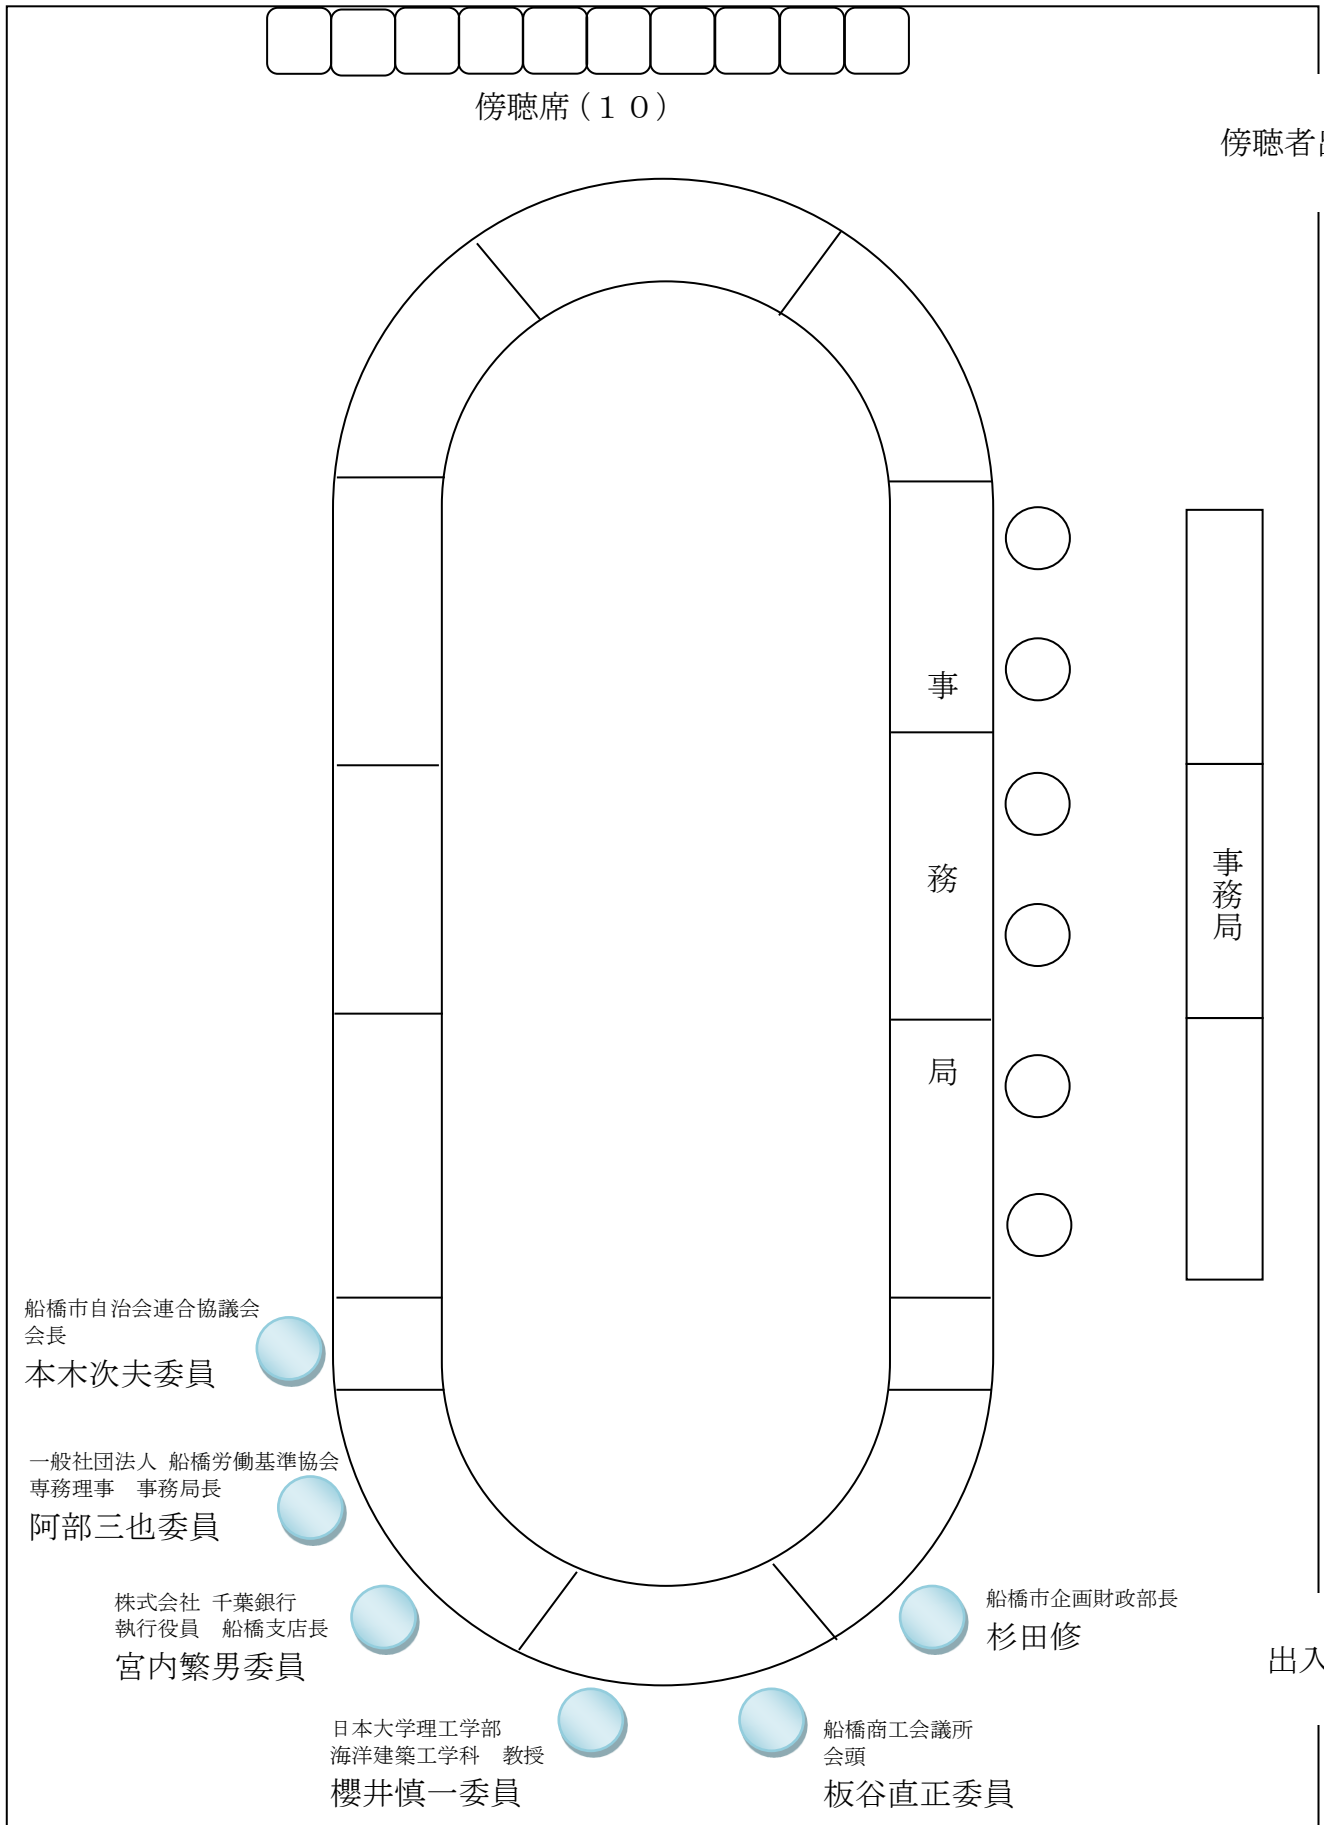 傍聴席(１０)
傍聴者
事
務
局
事務局
船橋市自治会連合協議会
会長
本木次夫委員
一般社団法人 船橋労働基準協会
専務理事　事務局長
阿部三也委員
株式会社 千葉銀行
執行役員　船橋支店長
宮内繁男委員
船橋市企画財政部長
杉田修
出入
日本大学理工学部
海洋建築工学科　教授
櫻井慎一委員
船橋商工会議所
会頭
板谷直正委員